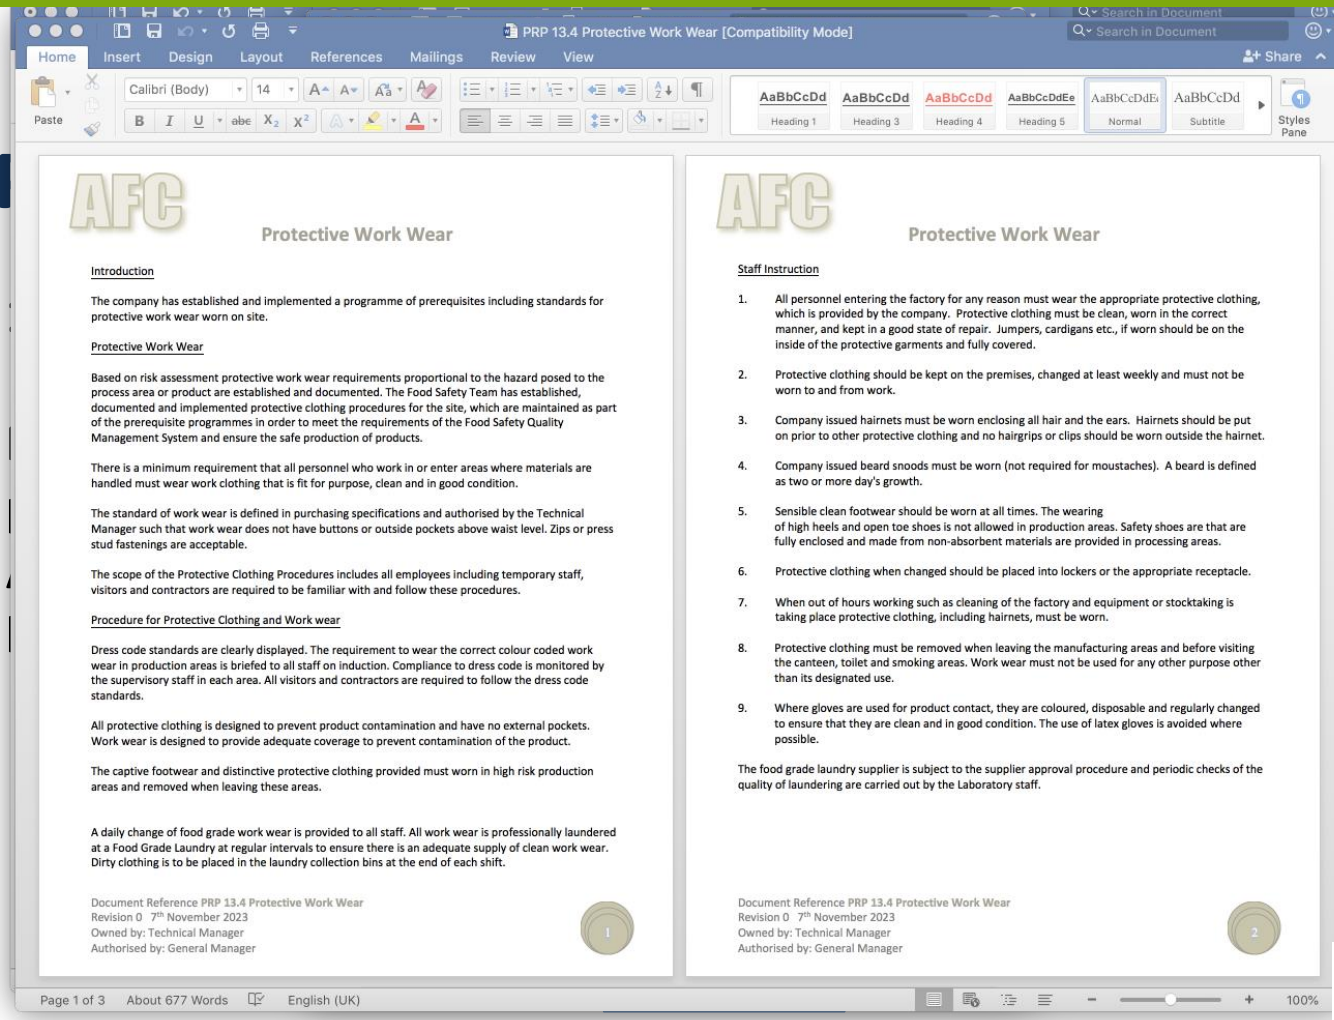 Search in Document
PRP 13.4 Protective Work Wear [Compatibility Mode]
Search in Document
Home Insert Design Layout References Mailings Review View Share
Paste
Calibri (Body) 14
B I U abc X2 X2 A A
AaBbCcDd AaBbCcDd AaBbCcDd AaBbCcDdEe AaBbCcDdEe AaBbCcDd
Heading 1 Heading 3 Heading 4 Heading 5 Normal Subtitle
Styles
Pane
AFC
Protective Work Wear
Introduction
The company has established and implemented a programme of prerequisites including standards for
protective work wear worn on site.
Protective Work Wear
Based on risk assessment protective work wear requirements proportional to the hazard posed to the
process area or product are established and documented. The Food Safety Team has established,
documented and implemented protective clothing procedures for the site, which are maintained as part
of the prerequisite programmes in order to meet the requirements of the Food Safety Quality
Management System and ensure the safe production of products.
There is a minimum requirement that all personnel who work in or enter areas where materials are
handled must wear work clothing that is fit for purpose, clean and in good condition.
The standard of work wear is defined in purchasing specifications and authorised by the Technical
Manager such that work wear does not have buttons or outside pockets above waist level. Zips or press
stud fastenings are acceptable.
The scope of the Protective Clothing Procedures includes all employees including temporary staff,
visitors and contractors are required to be familiar with and follow these procedures.
Procedure for Protective Clothing and Work wear
Dress code standards are clearly displayed. The requirement to wear the correct colour coded work
wear in production areas is briefed to all staff on induction. Compliance to dress code is monitored by
the supervisory staff in each area. All visitors and contractors are required to follow the dress code
standards.
All protective clothing is designed to prevent product contamination and have no external pockets.
Work wear is designed to provide adequate coverage to prevent contamination of the product.
The captive footwear and distinctive protective clothing provided must worn in high risk production
areas and removed when leaving these areas.
A daily change of food grade work wear is provided to all staff. All work wear is professionally laundered
at a Food Grade Laundry at regular intervals to ensure there is an adequate supply of clean work wear.
Dirty clothing is to be placed in the laundry collection bins at the end of each shift.
Document Reference PRP 13.4 Protective Work Wear
Revision 0 7th November 2023
Owned by: Technical Manager
Authorised by: General Manager
1
AFC
Protective Work Wear
Staff Instruction
1. All personnel entering the factory for any reason must wear the appropriate protective clothing,
which is provided by the company. Protective clothing must be clean, worn in the correct
manner, and kept in a good state of repair. Jumpers, cardigans etc., if worn should be on the
inside of the protective garments and fully covered.
2. Protective clothing should be kept on the premises, changed at least weekly and must not be
worn to and from work.
3. Company issued hairnets must be worn enclosing all hair and the ears. Hairnets should be put
on prior to other protective clothing and no hairgrips or clips should be worn outside the hairnet.
4. Company issued beard snoods must be worn (not required for moustaches). A beard is defined
as two or more day's growth.
5. Sensible clean footwear should be worn at all times. The wearing
of high heels and open toe shoes is not allowed in production areas. Safety shoes are that are
fully enclosed and made from non-absorbent materials are provided in processing areas.
6. Protective clothing when changed should be placed into lockers or the appropriate receptacle.
7. When out of hours working such as cleaning of the factory and equipment or stocktaking is
taking place protective clothing, including hairnets, must be worn.
8. Protective clothing must be removed when leaving the manufacturing areas and before visiting
the canteen, toilet and smoking areas. Work wear must not be used for any other purpose other
than its designated use.
9. Where gloves are used for product contact, they are coloured, disposable and regularly changed
to ensure that they are clean and in good condition. The use of latex gloves is avoided where
possible.
The food grade laundry supplier is subject to the supplier approval procedure and periodic checks of the
quality of laundering are carried out by the Laboratory staff.
Document Reference PRP 13.4 Protective Work Wear
Revision 0 7th November 2023
Owned by: Technical Manager
Authorised by: General Manager
2
Page 1 of 3 About 677 Words English (UK) 100%